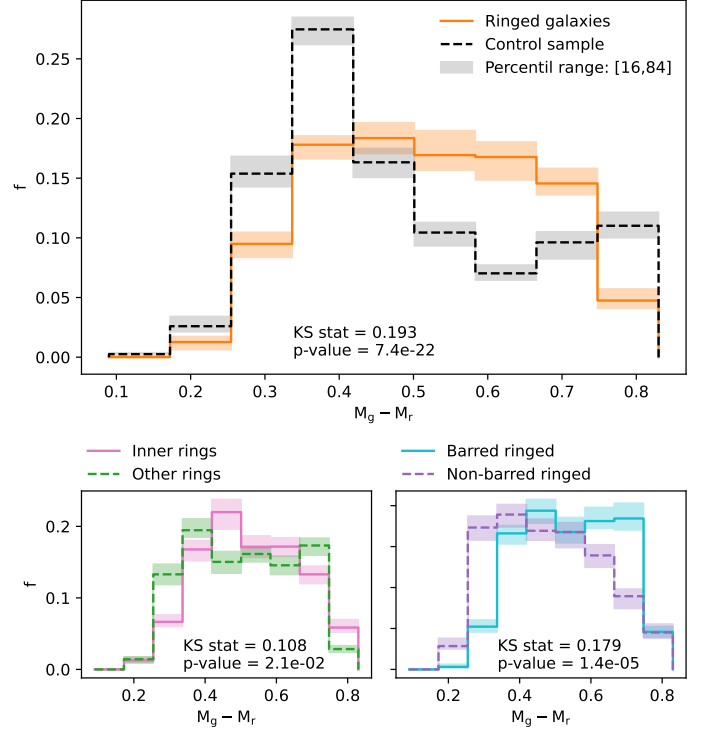 Ringed galaxies
Control sample
Percentil range: [16,84]
f
0.25
0.20
0.15
0.10
0.05
0.00
KS stat = 0.193
p-value = 7.4e-22
0.1 0.2 0.3 0.4 0.5 0.6 0.7 0.8
M_g − M_r
Inner rings
Other rings
f
0.2
0.1
0.0
KS stat = 0.108
p-value = 2.1e-02
0.2 0.4 0.6 0.8
M_g − M_r
Barred ringed
Non-barred ringed
KS stat = 0.179
p-value = 1.4e-05
0.2 0.4 0.6 0.8
M_g − M_r